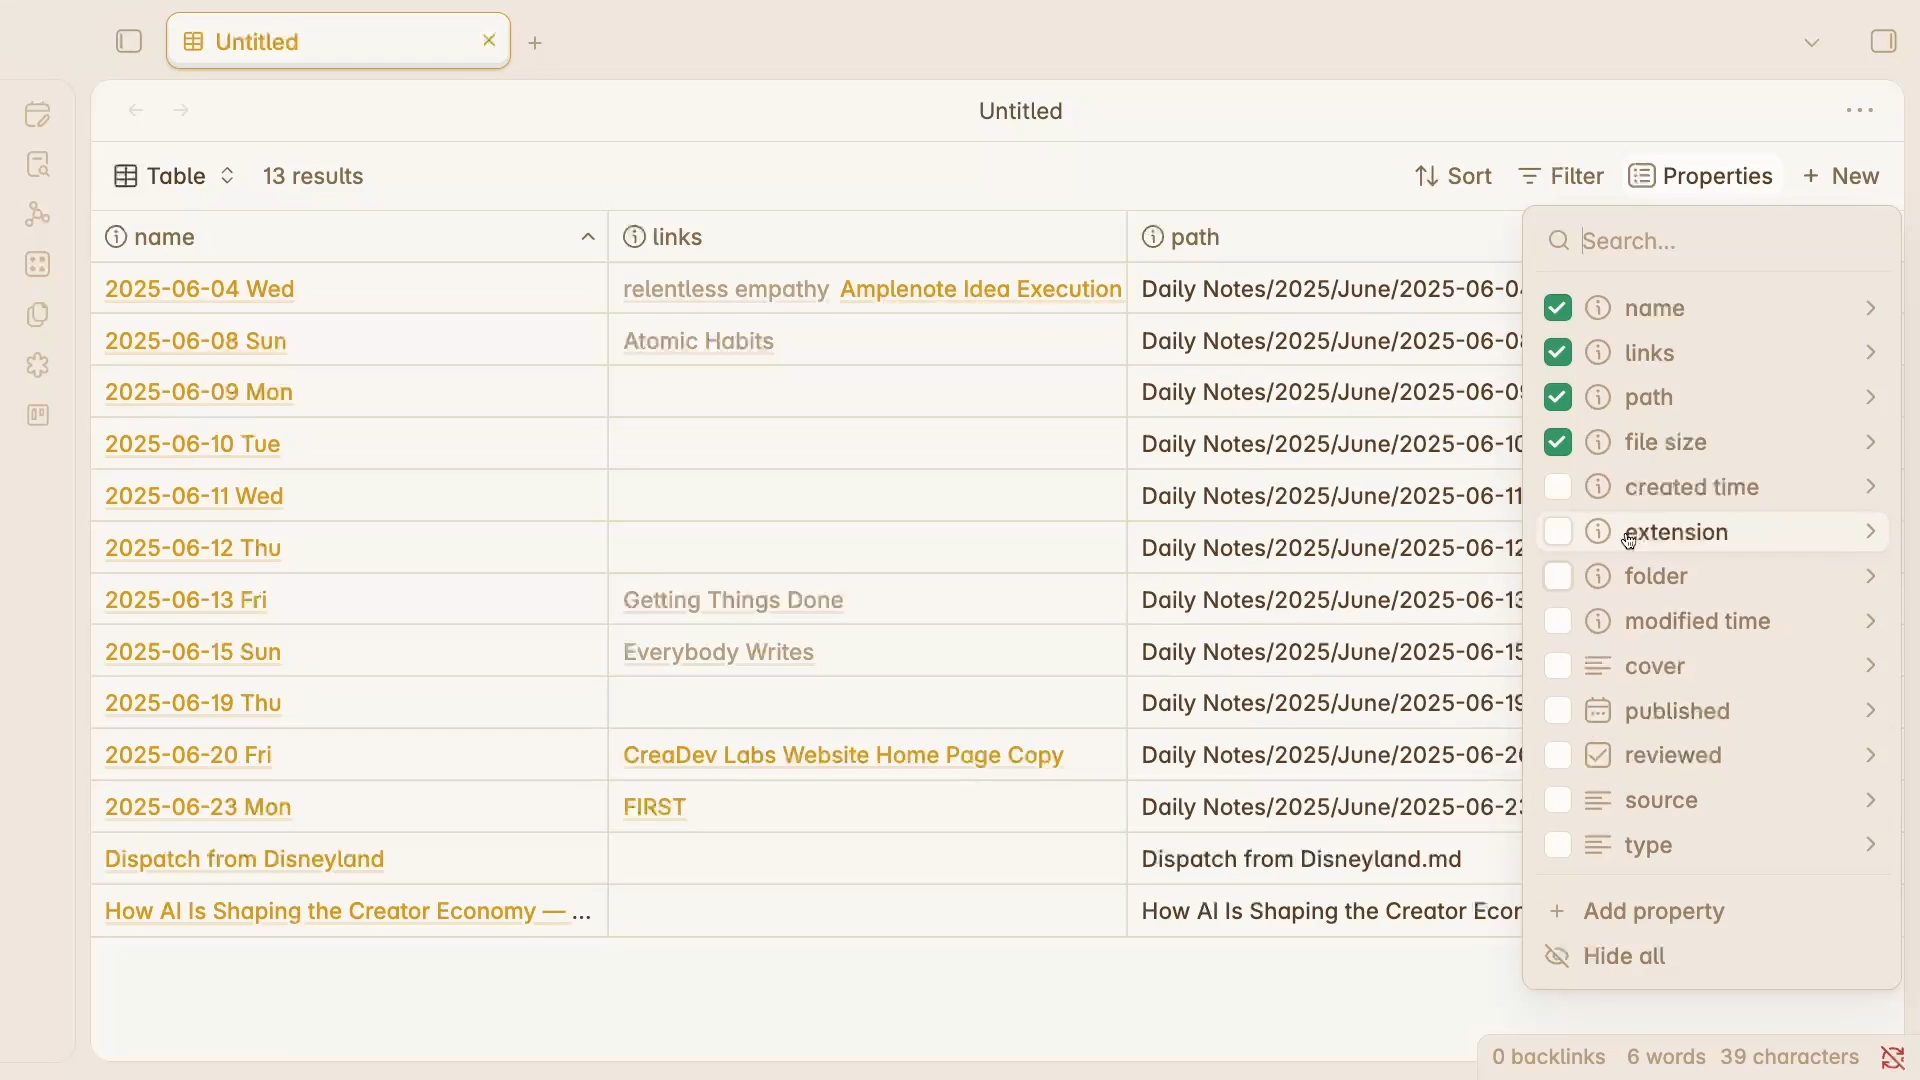 Untitled
Untitled
Table 13 results Sort Filter Properties + New
name links path
2025-06-04 Wed relentless empathy Amplenote Idea Execution Daily Notes/2025/June/2025-06-04
2025-06-08 Sun Atomic Habits Daily Notes/2025/June/2025-06-08
2025-06-09 Mon Daily Notes/2025/June/2025-06-09
2025-06-10 Tue Daily Notes/2025/June/2025-06-10
2025-06-11 Wed Daily Notes/2025/June/2025-06-11
2025-06-12 Thu Daily Notes/2025/June/2025-06-12
2025-06-13 Fri Getting Things Done Daily Notes/2025/June/2025-06-13
2025-06-15 Sun Everybody Writes Daily Notes/2025/June/2025-06-15
2025-06-19 Thu Daily Notes/2025/June/2025-06-19
2025-06-20 Fri CreaDev Labs Website Home Page Copy Daily Notes/2025/June/2025-06-20
2025-06-23 Mon FIRST Daily Notes/2025/June/2025-06-23
Dispatch from Disneyland Dispatch from Disneyland.md
How AI Is Shaping the Creator Economy — ... How AI Is Shaping the Creator Econ
Search...
name
links
path
file size
created time
extension
folder
modified time
cover
published
reviewed
source
type
+ Add property
Hide all
0 backlinks 6 words 39 characters